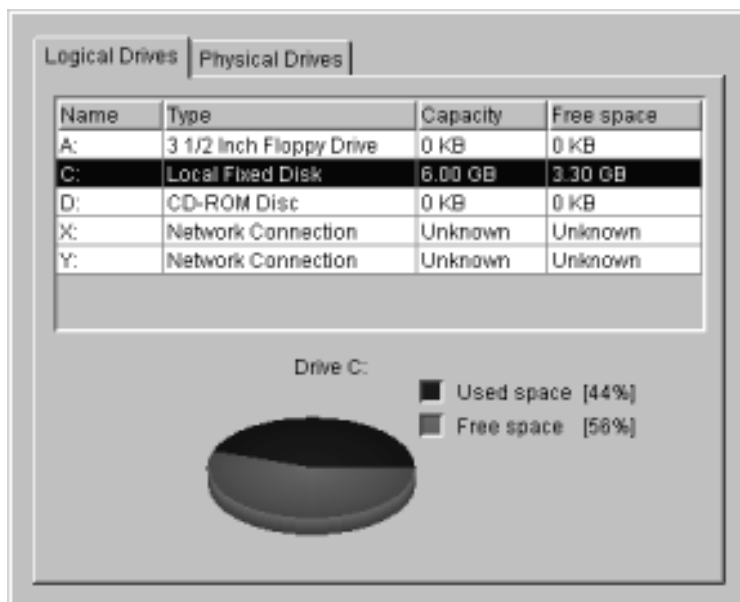 Logical Drives Physical Drives
Name Type Capacity Free space
A: 3 1/2 Inch Floppy Drive 0 KB 0 KB
C: Local Fixed Disk 6.00 GB 3.30 GB
D: CD-ROM Disc 0 KB 0 KB
X: Network Connection Unknown Unknown
Y: Network Connection Unknown Unknown
Drive C:
Used space [44%]
Free space [56%]